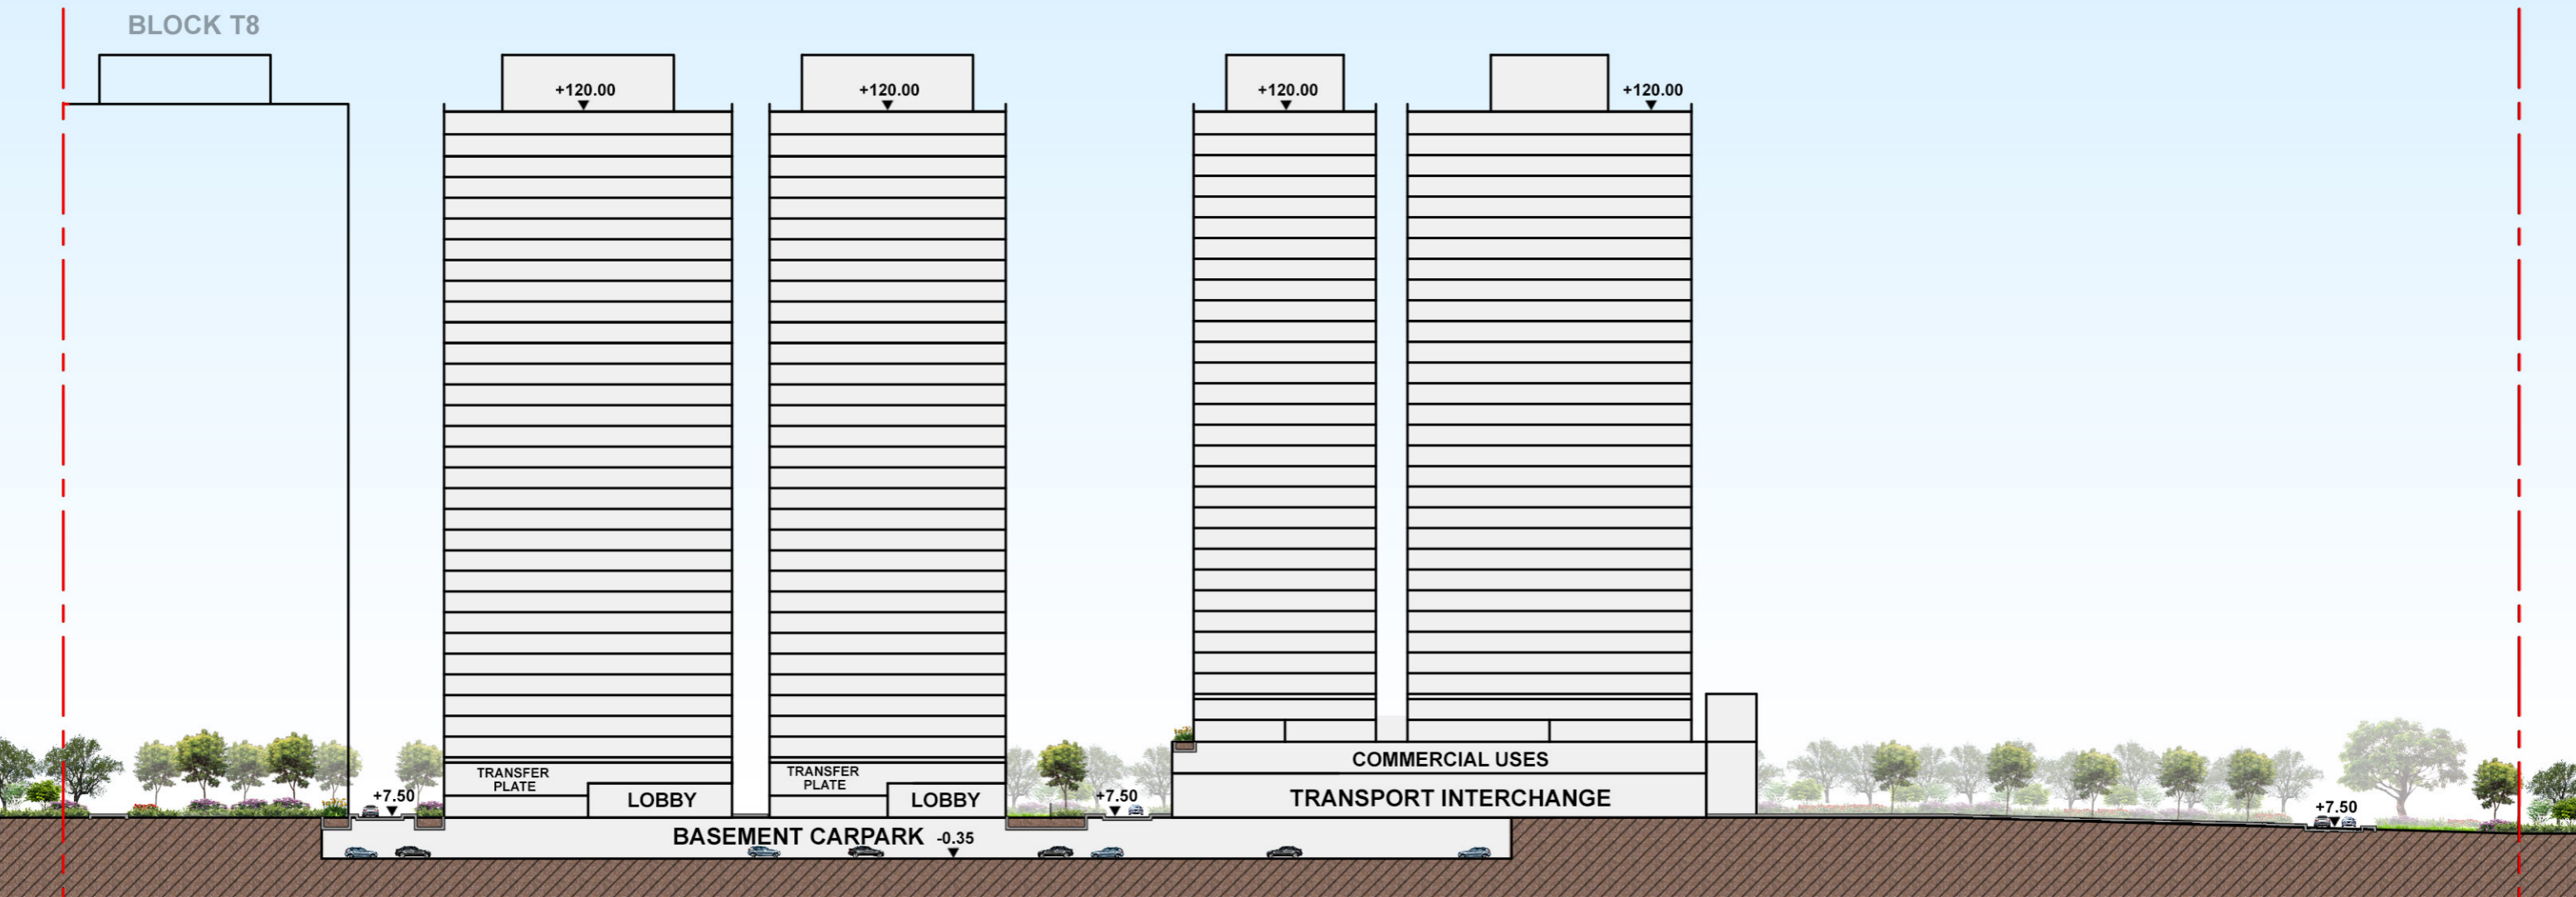 BLOCK T8
+120.00
+120.00
+120.00
+120.00
COMMERCIAL USES
TRANSFER
PLATE
TRANSFER
PLATE
+7.50
LOBBY
LOBBY
+7.50
TRANSPORT INTERCHANGE
+7.50
BASEMENT CARPARK -0.35